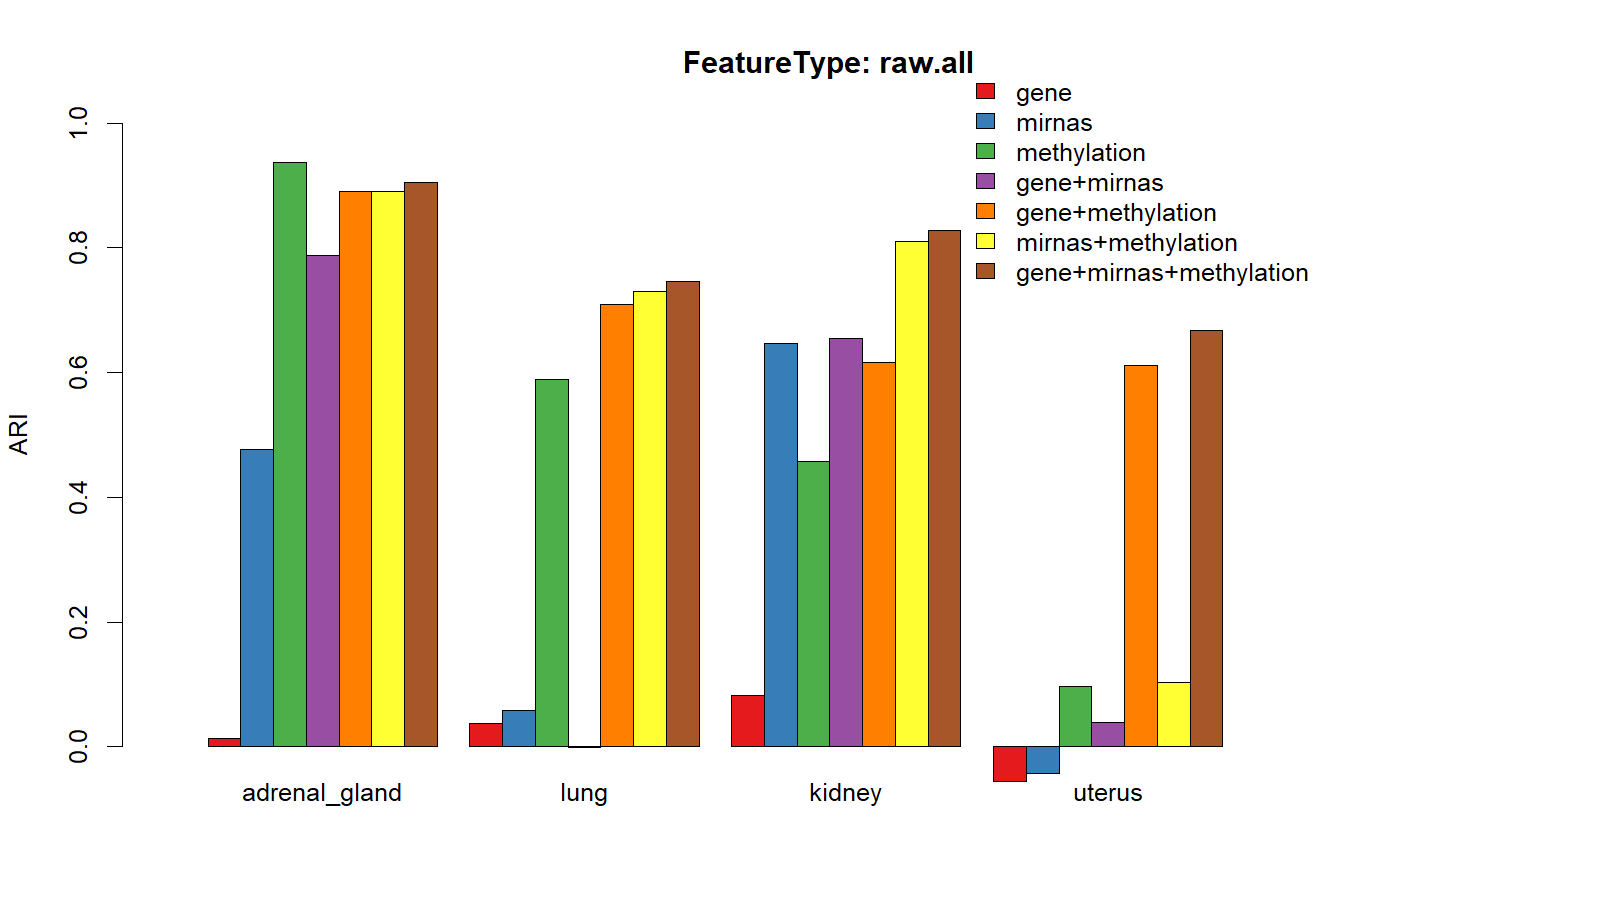 FeatureType: raw.all
gene
mirnas
methylation
gene+mirnas
gene+methylation
mirnas+methylation
gene+mirnas+methylation
1.0
0.8
0.6
0.4
0.2
0.0
ARI
adrenal_gland
lung
kidney
uterus